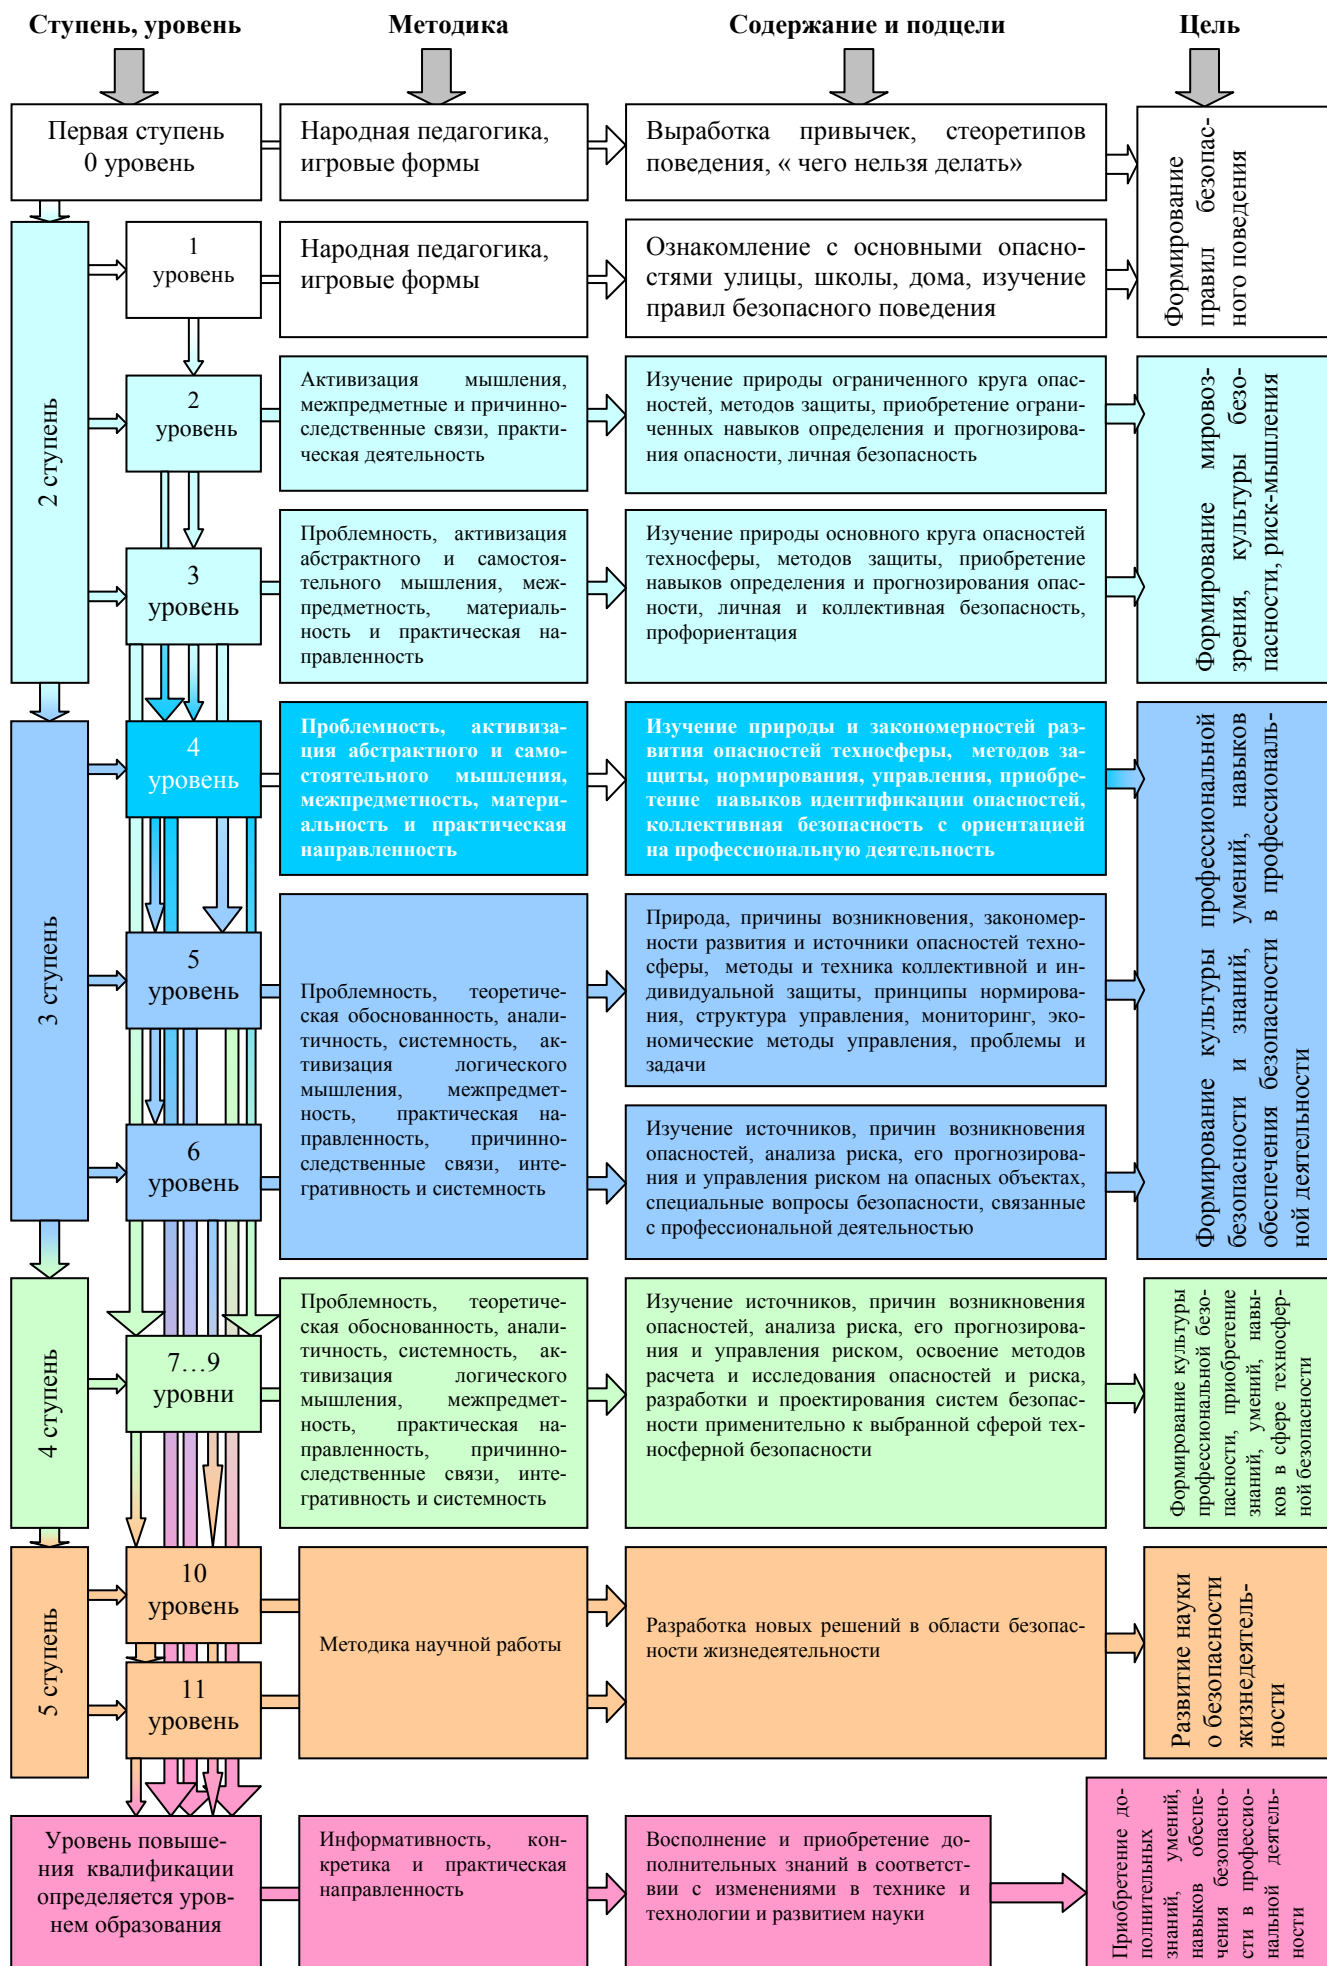 Ступень, уровень
Методика
Содержание и подцели
Цель
Первая ступень
0 уровень
Народная педагогика,
игровые формы
Выработка привычек, стеоретипов
поведения, « чего нельзя делать»
Формирование
правил безопас-
ного поведения
2 ступень
1
уровень
Народная педагогика,
игровые формы
Ознакомление с основными опасно-
стями улицы, школы, дома, изучение
правил безопасного поведения
2
уровень
Активизация мышления,
межпредметные и причинно-
следственные связи, практи-
ческая деятельность
Изучение природы ограниченного круга опас-
ностей, методов защиты, приобретение ограни-
ченных навыков определения и прогнозирова-
ния опасности, личная безопасность
Формирование мировоз-
зрения, культуры безо-
пасности, риск-мышления
3
уровень
Проблемность, активизация
абстрактного и самостоя-
тельного мышления, меж-
предметность, материаль-
ность и практическая на-
правленность
Изучение природы основного круга опасностей
техносферы, методов защиты, приобретение
навыков определения и прогнозирования опас-
ности, личная и коллективная безопасность,
профориентация
3 ступень
4
уровень
Проблемность, активиза-
ция абстрактного и само-
стоятельного мышления,
межпредметность, матери-
альность и практическая
направленность
Изучение природы и закономерностей раз-
вития опасностей техносферы, методов за-
щиты, нормирования, управления, приобре-
тение навыков идентификации опасностей,
коллективная безопасность с ориентацией
на профессиональную деятельность
Формирование культуры профессиональной
безопасности и знаний, умений, навыков
обеспечения безопасности в профессиональ-
ной деятельности
5
уровень
Проблемность, теоретиче-
ская обоснованность, анали-
тичность, системность, ак-
тивизация логического
мышления, межпредмет-
ность, практическая на-
правленность, причинно-
следственные связи, инте-
гративность и системность
Природа, причины возникновения, закономер-
ности развития и источники опасностей техно-
сферы, методы и техника коллективной и ин-
дивидуальной защиты, принципы нормирова-
ния, структура управления, мониторинг, эко-
номические методы управления, проблемы и
задачи
6
уровень
Изучение источников, причин возникновения
опасностей, анализа риска, его прогнозирова-
ния и управления риском на опасных объектах,
специальные вопросы безопасности, связанные
с профессиональной деятельностью
4 ступень
7…9
уровни
Проблемность, теоретиче-
ская обоснованность, анали-
тичность, системность, ак-
тивизация логического
мышления, межпредмет-
ность, практическая на-
правленность, причинно-
следственные связи, инте-
гративность и системность
Изучение источников, причин возникновения
опасностей, анализа риска, его прогнозирова-
ния и управления риском, освоение методов
расчета и исследования опасностей и риска,
разработки и проектирования систем безопас-
ности применительно к выбранной сферой тех-
носферной безопасности
Формирование культуры
профессиональной безо-
пасности, приобретение
знаний, умений, навы-
ков в сфере техносфер-
ной безопасности
5 ступень
10
уровень
11
уровень
Методика научной работы
Разработка новых решений в области безопас-
ности жизнедеятельности
Развитие науки
о безопасности
жизнедеятель-
ности
Уровень повыше-
ния квалификации
определяется уров-
нем образования
Информативность, кон-
кретика и практическая
направленность
Восполнение и приобретение до-
полнительных знаний в соответст-
вии с изменениями в технике и
технологии и развитием науки
Приобретение до-
полнительных
знаний, умений,
навыков обеспе-
чения безопасно-
сти в профессио-
нальной деятель-
ности